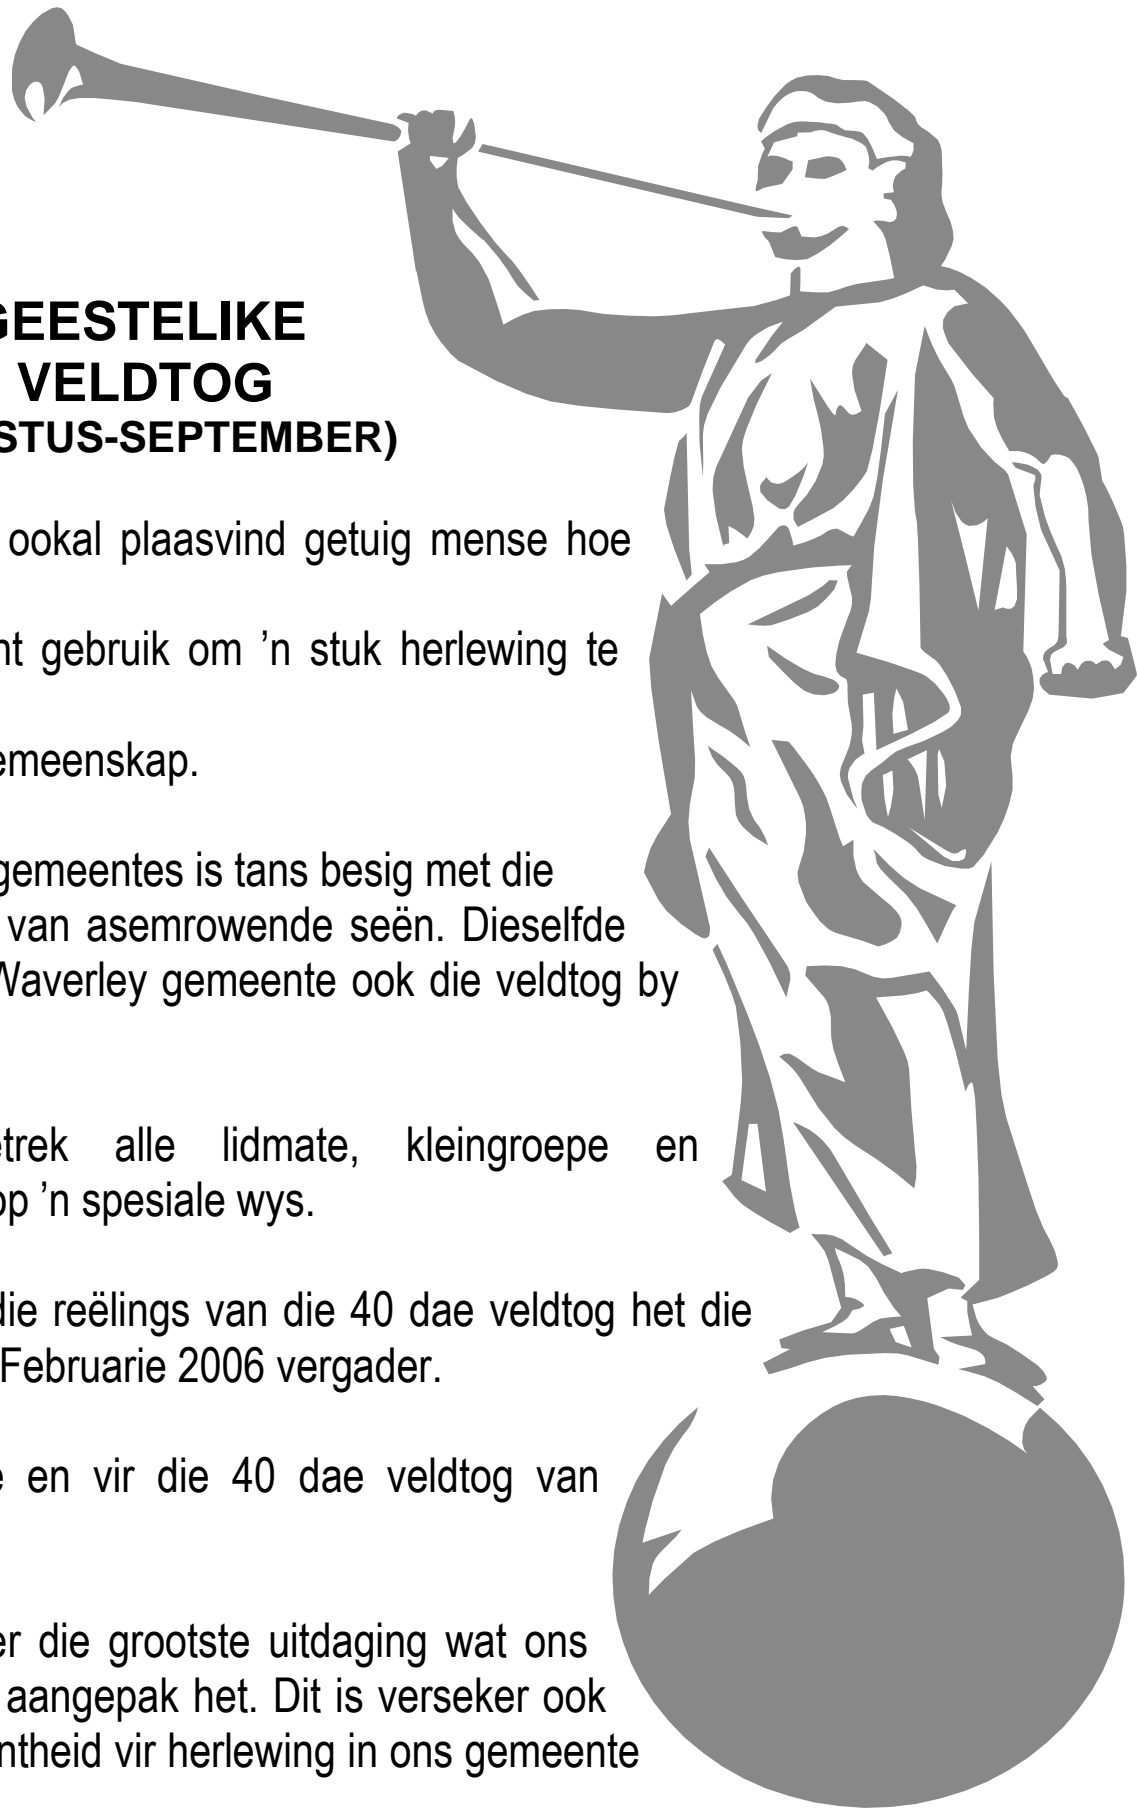 GEESTELIKE
VELDTOG
STUS-SEPTEMBER)
ookal plaasvind getuig mense hoe
nt gebruik om ’n stuk herlewing te
emeenskap.
gemeentes is tans besig met die
van asemrowende seën. Dieselfde
Waverley gemeente ook die veldtog by
etrek alle lidmate, kleingroepe en
op ’n spesiale wys.
die reëlings van die 40 dae veldtog het die
Februarie 2006 vergader.
e en vir die 40 dae veldtog van
er die grootste uitdaging wat ons
aangepak het. Dit is verseker ook
ntheid vir herlewing in ons gemeente